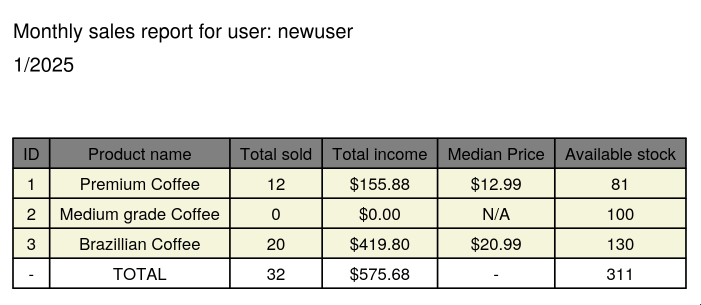 Monthly sales report for user: newuser
1/2025
ID Product name Total sold Total income Median Price Available stock
1 Premium Coffee 12 $155.88 $12.99 81
2 Medium grade Coffee 0 $0.00 N/A 100
3 Brazillian Coffee 20 $419.80 $20.99 130
- TOTAL 32 $575.68 - 311